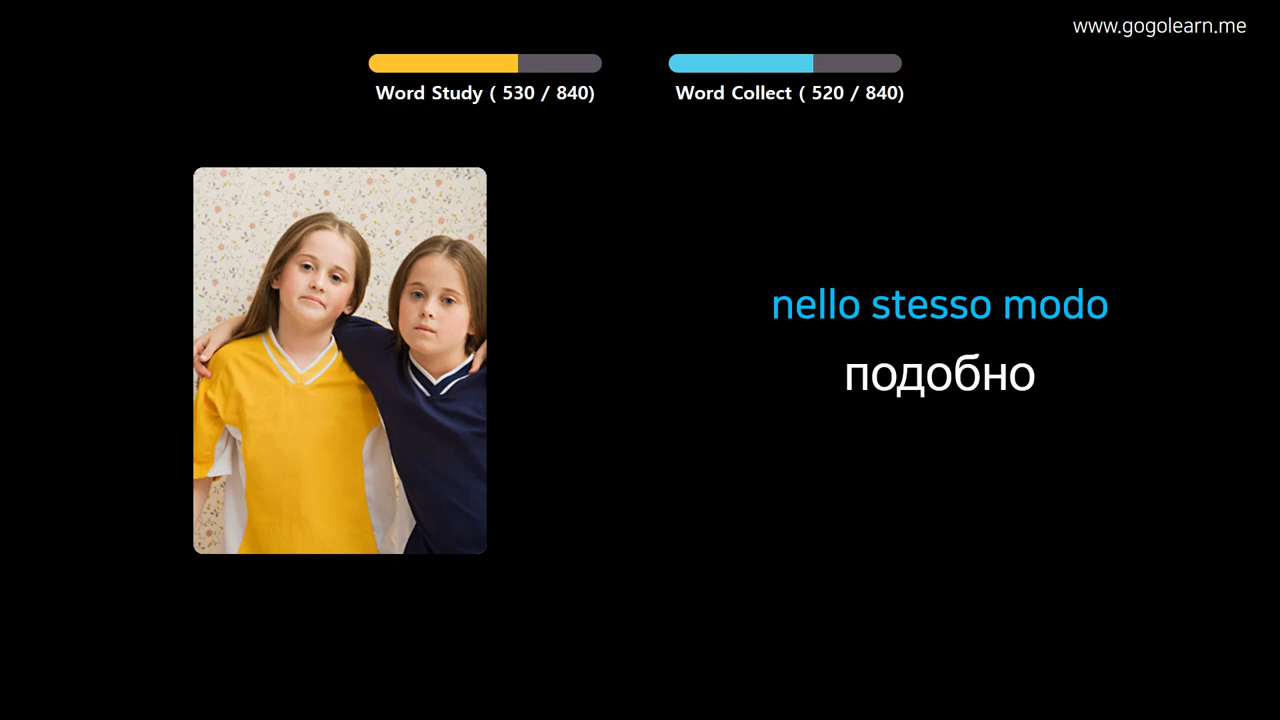 www.gogolearn.me
Word Study ( 530 / 840)
Word Collect ( 520 / 840)
nello stesso modo
подобно